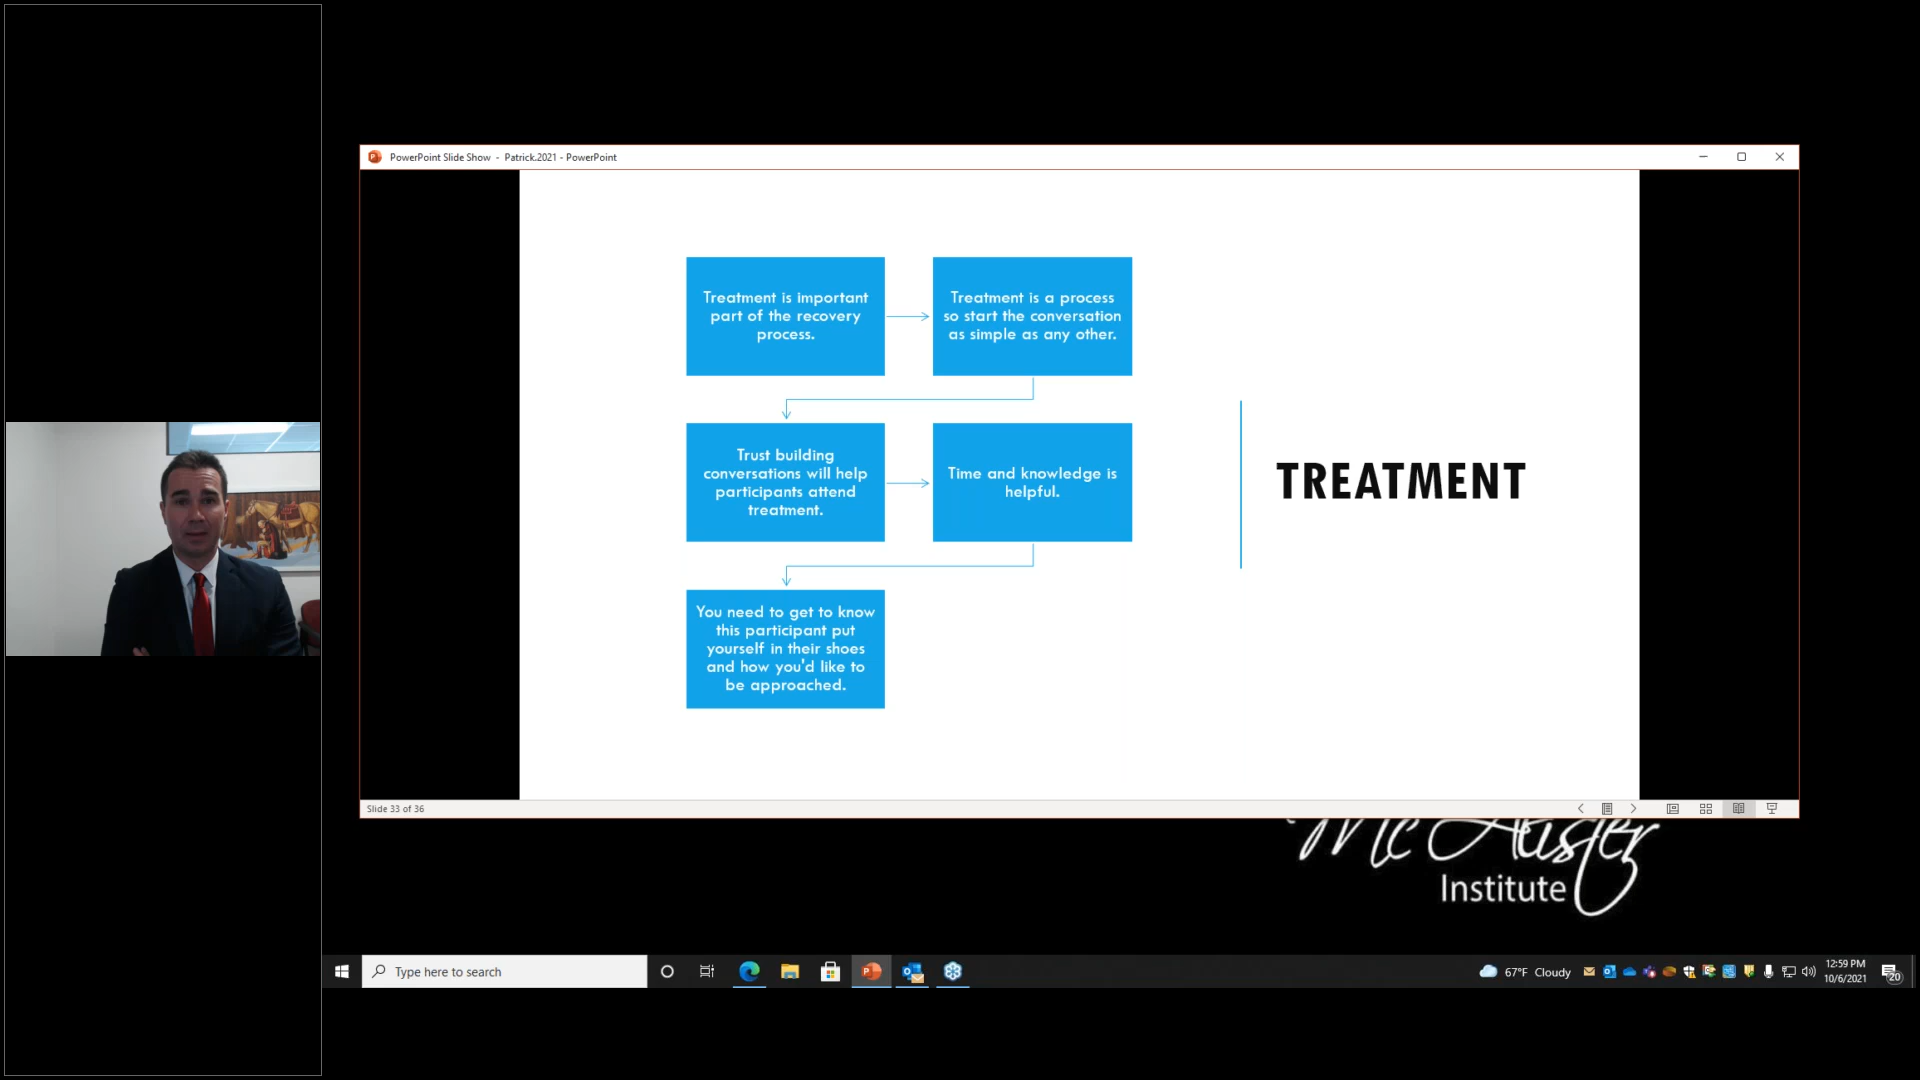 PowerPoint Slide Show - Patrick.2021 - PowerPoint
Treatment is important
part of the recovery
process.
Treatment is a process
so start the conversation
as simple as any other.
Trust building
conversations will help
participants attend
treatment.
Time and knowledge is
helpful.
You need to get to know
this participant put
yourself in their shoes
and how you'd like to
be approached.
TREATMENT
Slide 33 of 36
McAlister
Institute
Type here to search
67°F Cloudy
12:59 PM
10/6/2021
20